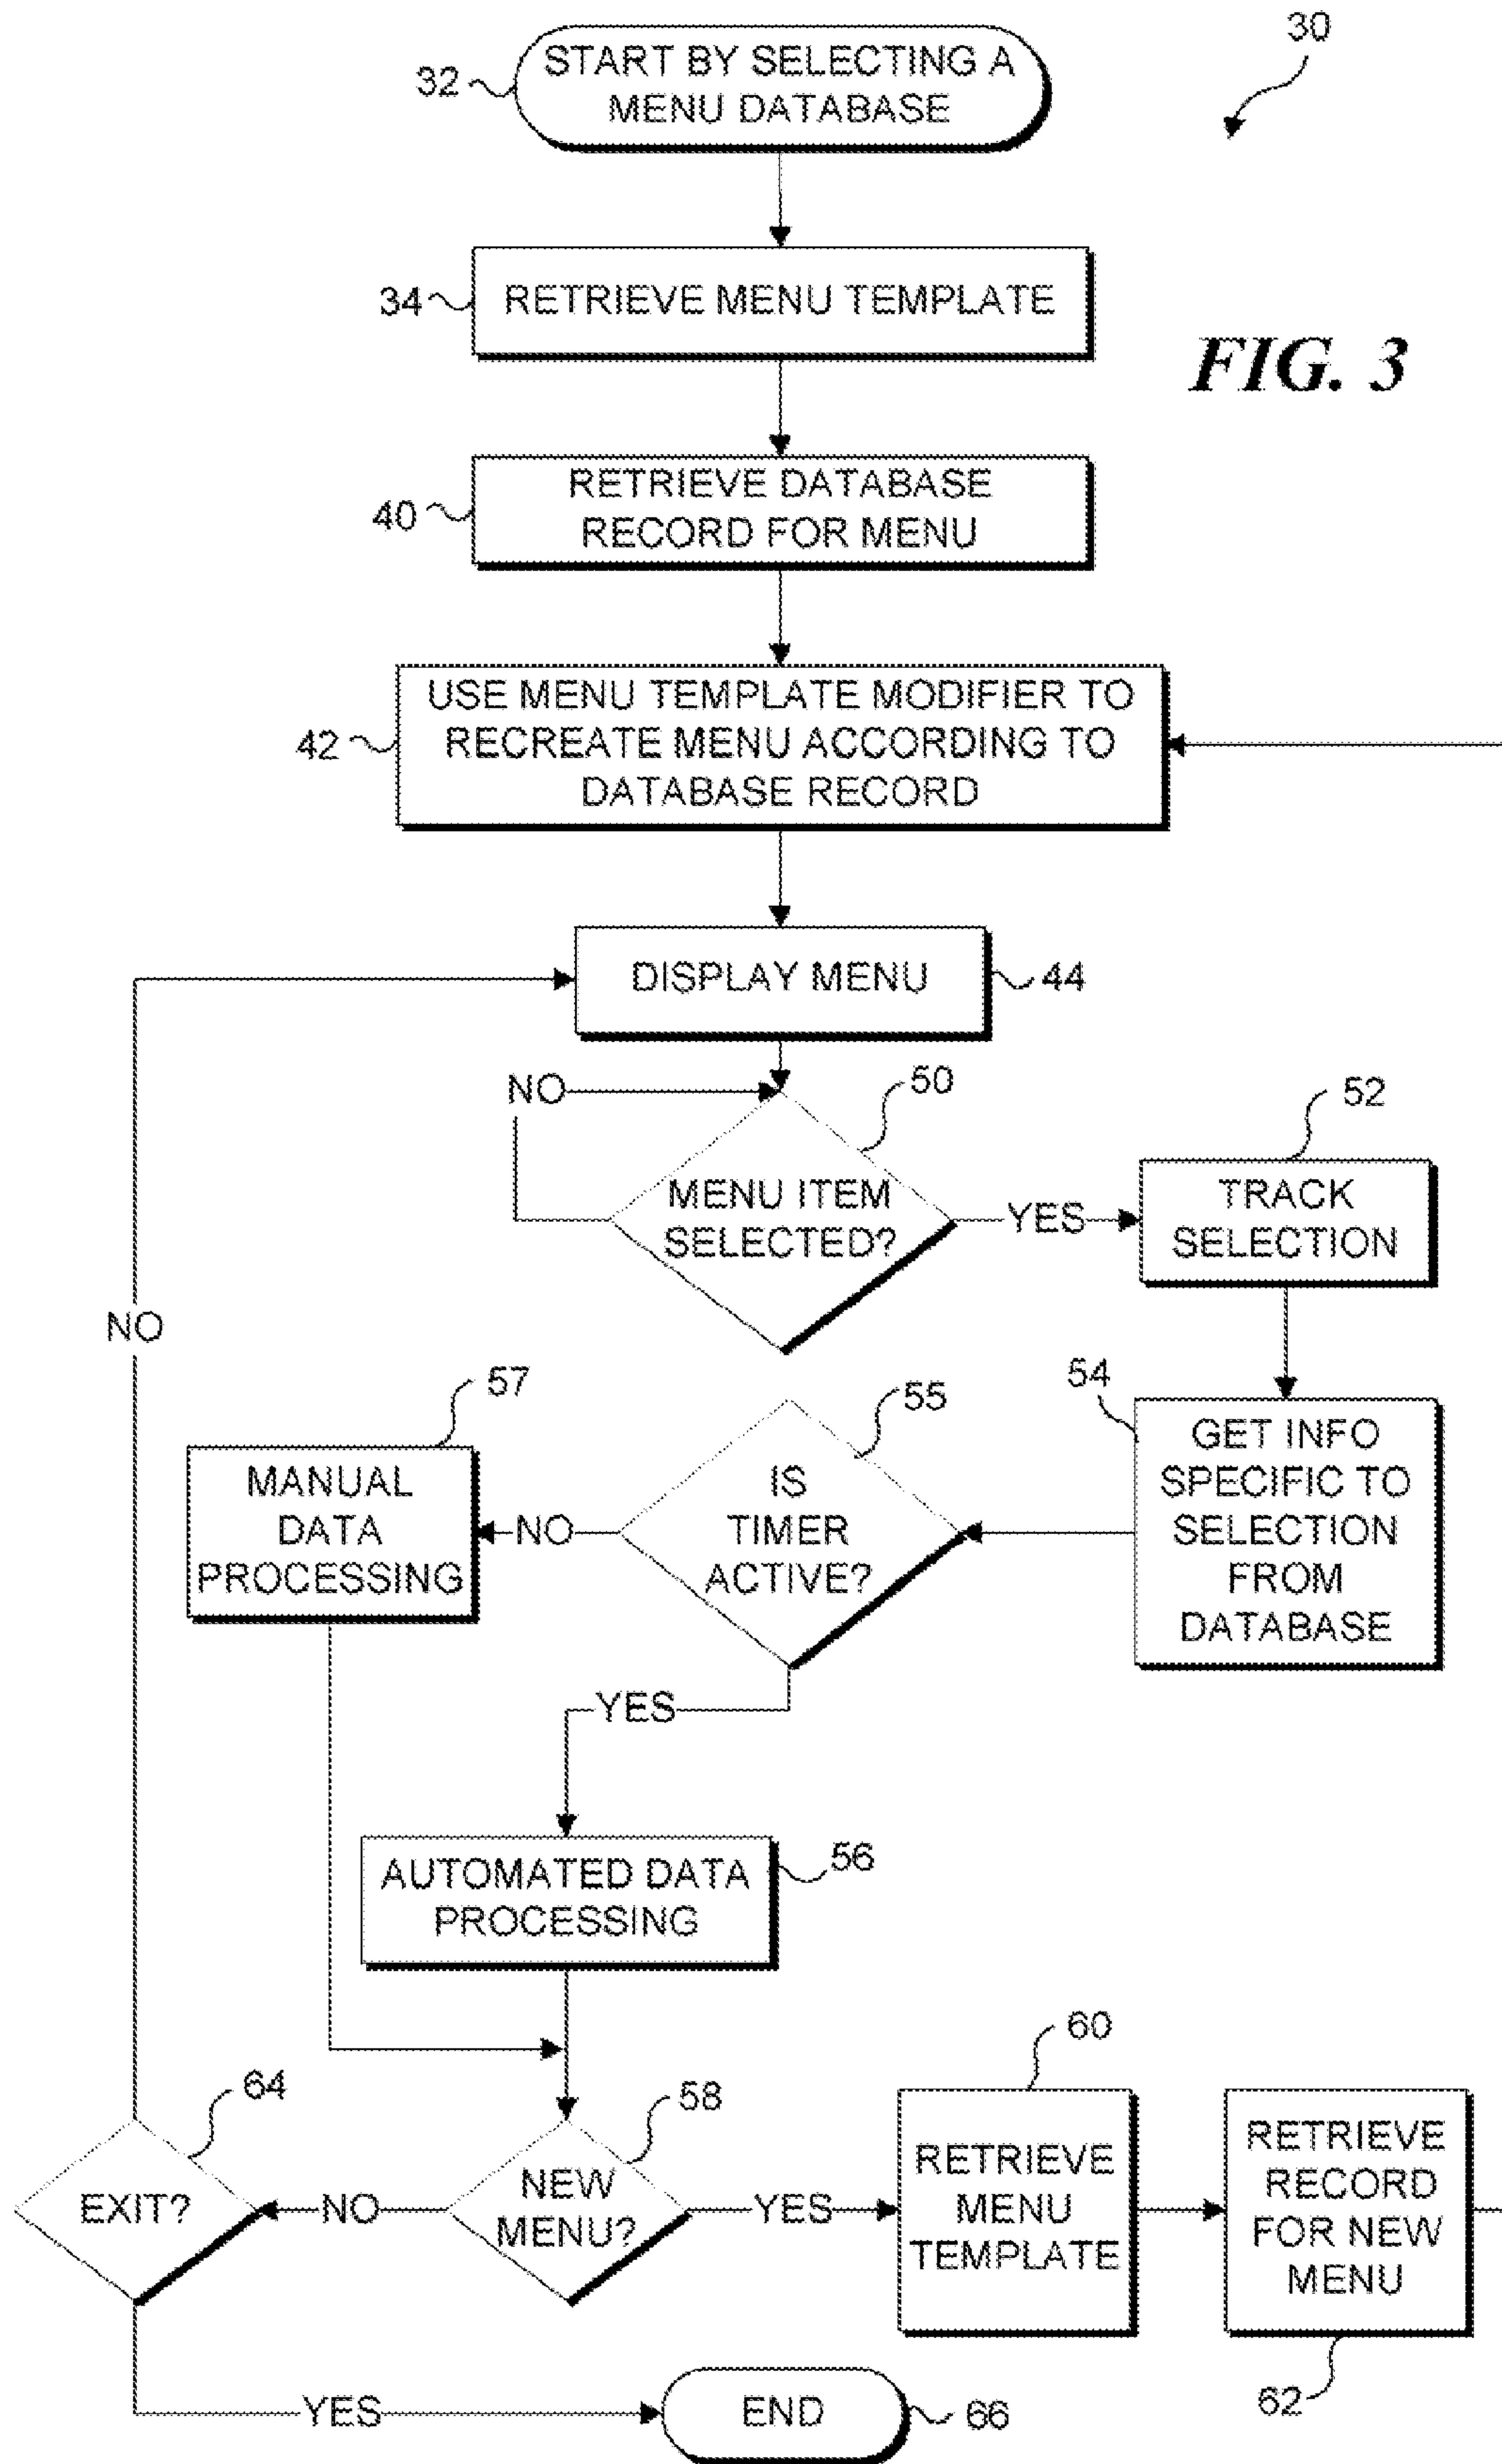 30
START BY SELECTING A
MENU DATABASE
32
RETRIEVE MENU TEMPLATE
34
FIG. 3
RETRIEVE DATABASE
RECORD FOR MENU
40
USE MENU TEMPLATE MODIFIER TO
RECREATE MENU ACCORDING TO
DATABASE RECORD
42
DISPLAY MENU
44
NO
50
MENU ITEM
SELECTED?
YES
52
TRACK
SELECTION
NO
57
MANUAL
DATA
PROCESSING
NO
55
IS
TIMER
ACTIVE?
54
GET INFO
SPECIFIC TO
SELECTION
FROM
DATABASE
YES
AUTOMATED DATA
PROCESSING
56
64
EXIT?
NO
58
NEW
MENU?
YES
60
RETRIEVE
MENU
TEMPLATE
RETRIEVE
RECORD
FOR NEW
MENU
62
YES
END
66